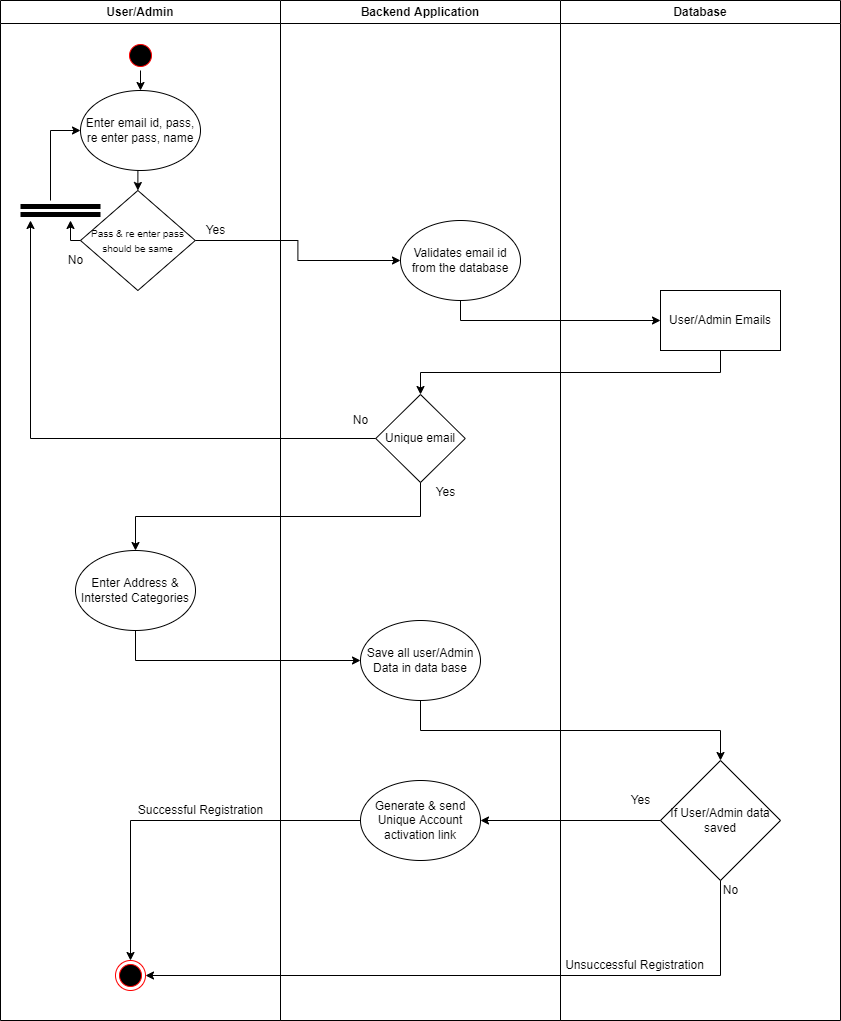 User/Admin
Backend Application
Database
Enter email id, pass,
re enter pass, name
Pass & re enter pass
should be same
Yes
No
Validates email id
from the database
User/Admin Emails
No
Unique email
Yes
Enter Address &
Intersted Categories
Save all user/Admin
Data in data base
Successful Registration
Generate & send
Unique Account
activation link
Yes
If User/Admin data
saved
No
Unsuccessful Registration